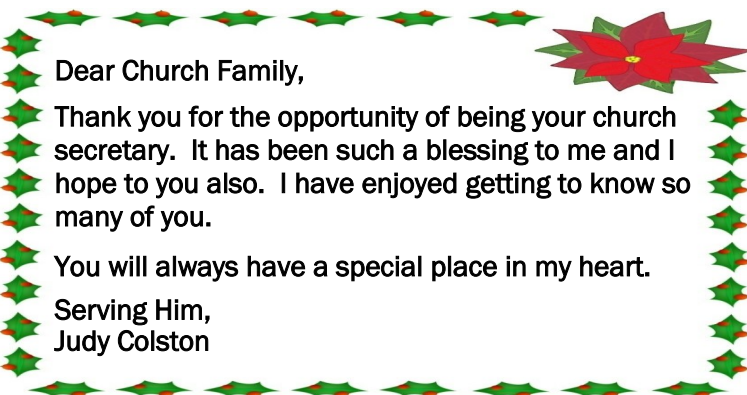 Dear Church Family,
Thank you for the opportunity of being your church
secretary.  It has been such a blessing to me and I
hope to you also.  I have enjoyed getting to know so
many of you.
You will always have a special place in my heart.
Serving Him,
Judy Colston